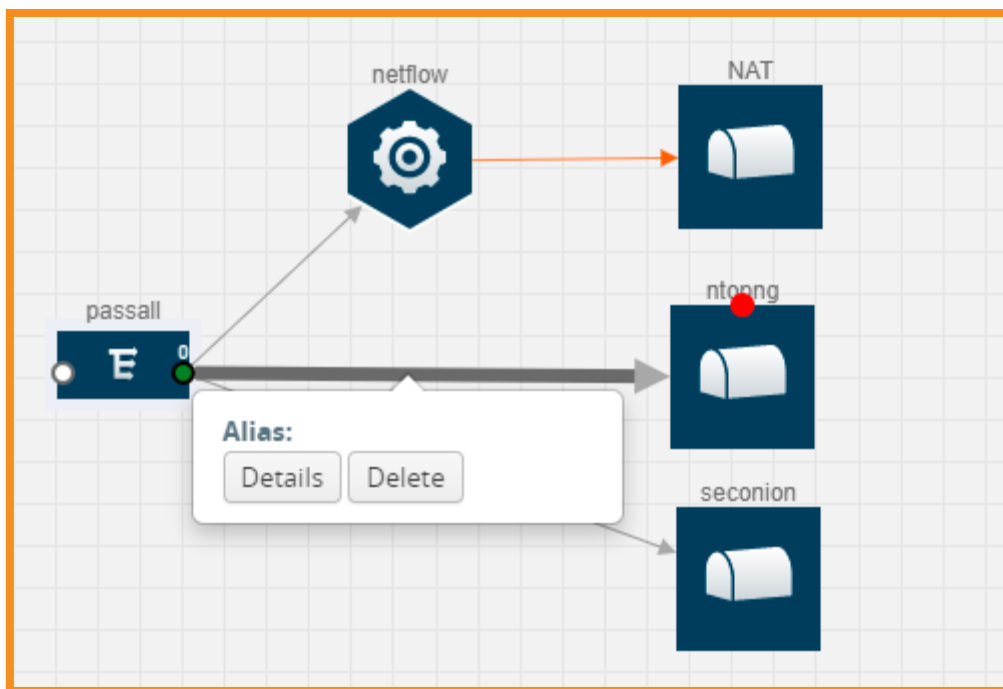 netflow
NAT
passall
0
ntopng
Alias:
Details Delete
seconion